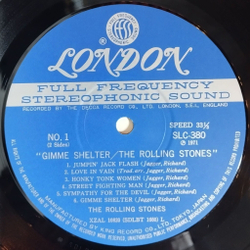 LONDON
FULL FREQUENCY
STEREOPHONIC SOUND
RECORDED BY THE DECCA RECORD CO., LTD. LONDON, S.W.9., ENGLAND
NO. 1
(2 Sides)
SPEED 33⅓
SLC-380
℗ 1971
"GIMME SHELTER/THE ROLLING STONES"
1. JUMPIN' JACK FLASH (Jagger, Richard)
2. LOVE IN VAIN (Trad. arr. Jagger, Richard)
3. HONKY TONK WOMEN (Jagger, Richard)
4. STREET FIGHTING MAN (Jagger, Richard)
5. SYMPATHY FOR THE DEVIL (Jagger, Richard)
6. GIMME SHELTER (Jagger, Richard)
THE ROLLING STONES
MANUFACTURED BY KING RECORD CO., LTD. TOKYO, JAPAN